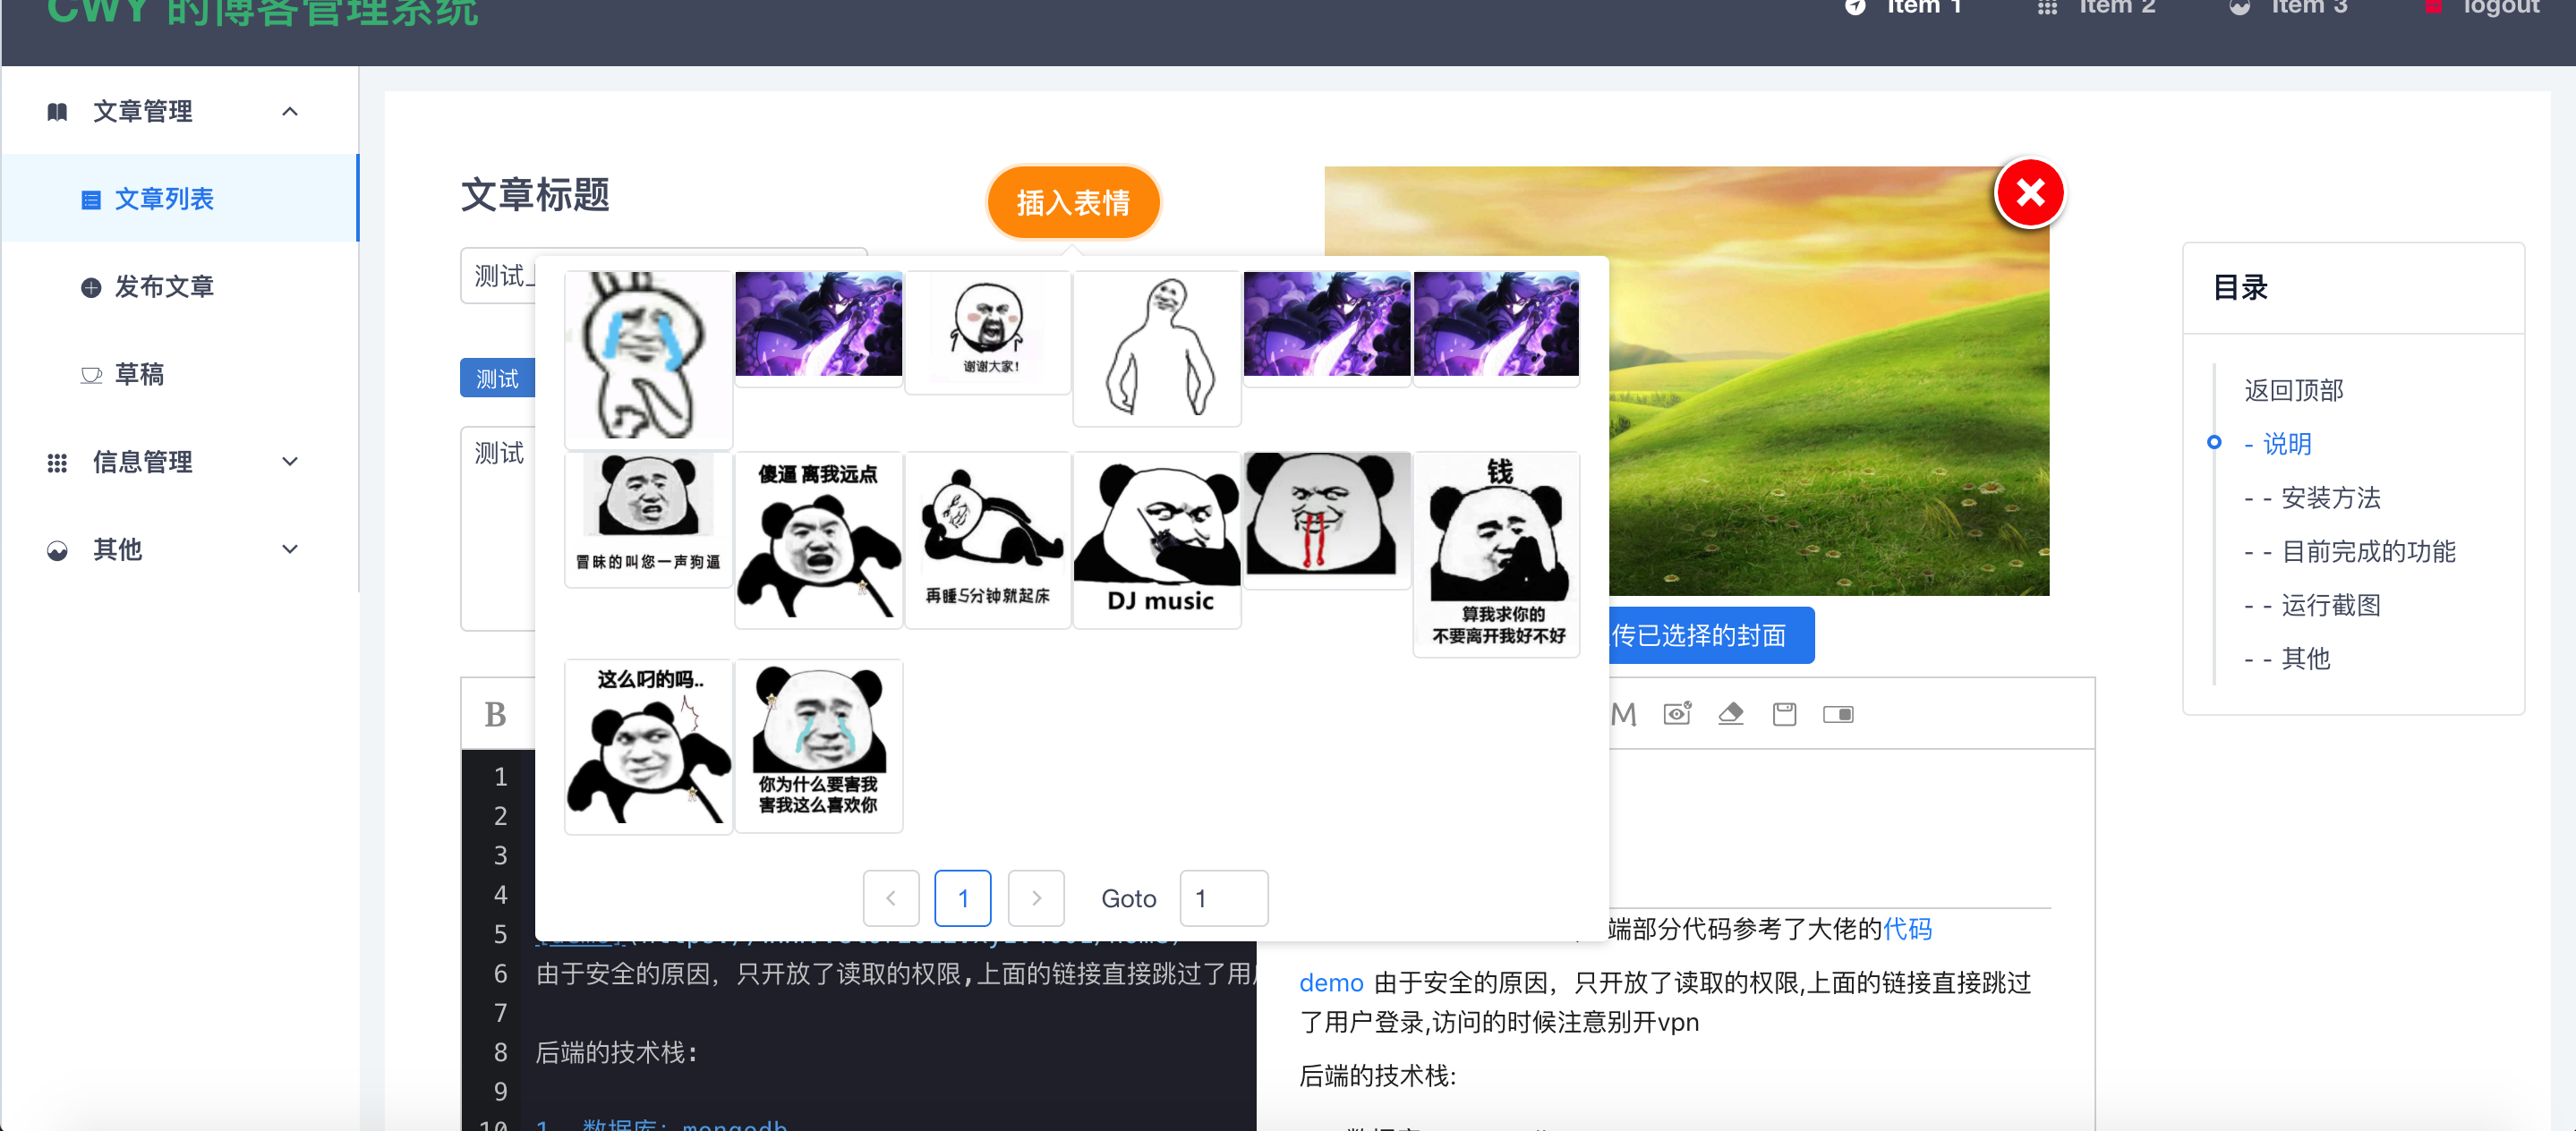 CWY 的博客管理系统
Item 1
Item 2
Item 3
logout
文章管理
文章列表
发布文章
草稿
信息管理
其他
文章标题
插入表情
测试
测试
测试
谢谢大家!
冒昧的叫您一声狗逼
傻逼 离我远点
再睡5分钟就起床
DJ music
钱
算我求你的
不要离开我好不好
这么叼的吗..
你为什么要害我
害我这么喜欢你
1
Goto
1
传已选择的封面
目录
返回顶部
- 说明
- - 安装方法
- - 目前完成的功能
- - 运行截图
- - 其他
B
1
2
3
4
5
6 由于安全的原因，只开放了读取的权限,上面的链接直接跳过了用
7
8 后端的技术栈:
9
10 1. 数据库: mongodb
端部分代码参考了大佬的代码
demo 由于安全的原因，只开放了读取的权限,上面的链接直接跳过
了用户登录,访问的时候注意别开vpn
后端的技术栈: